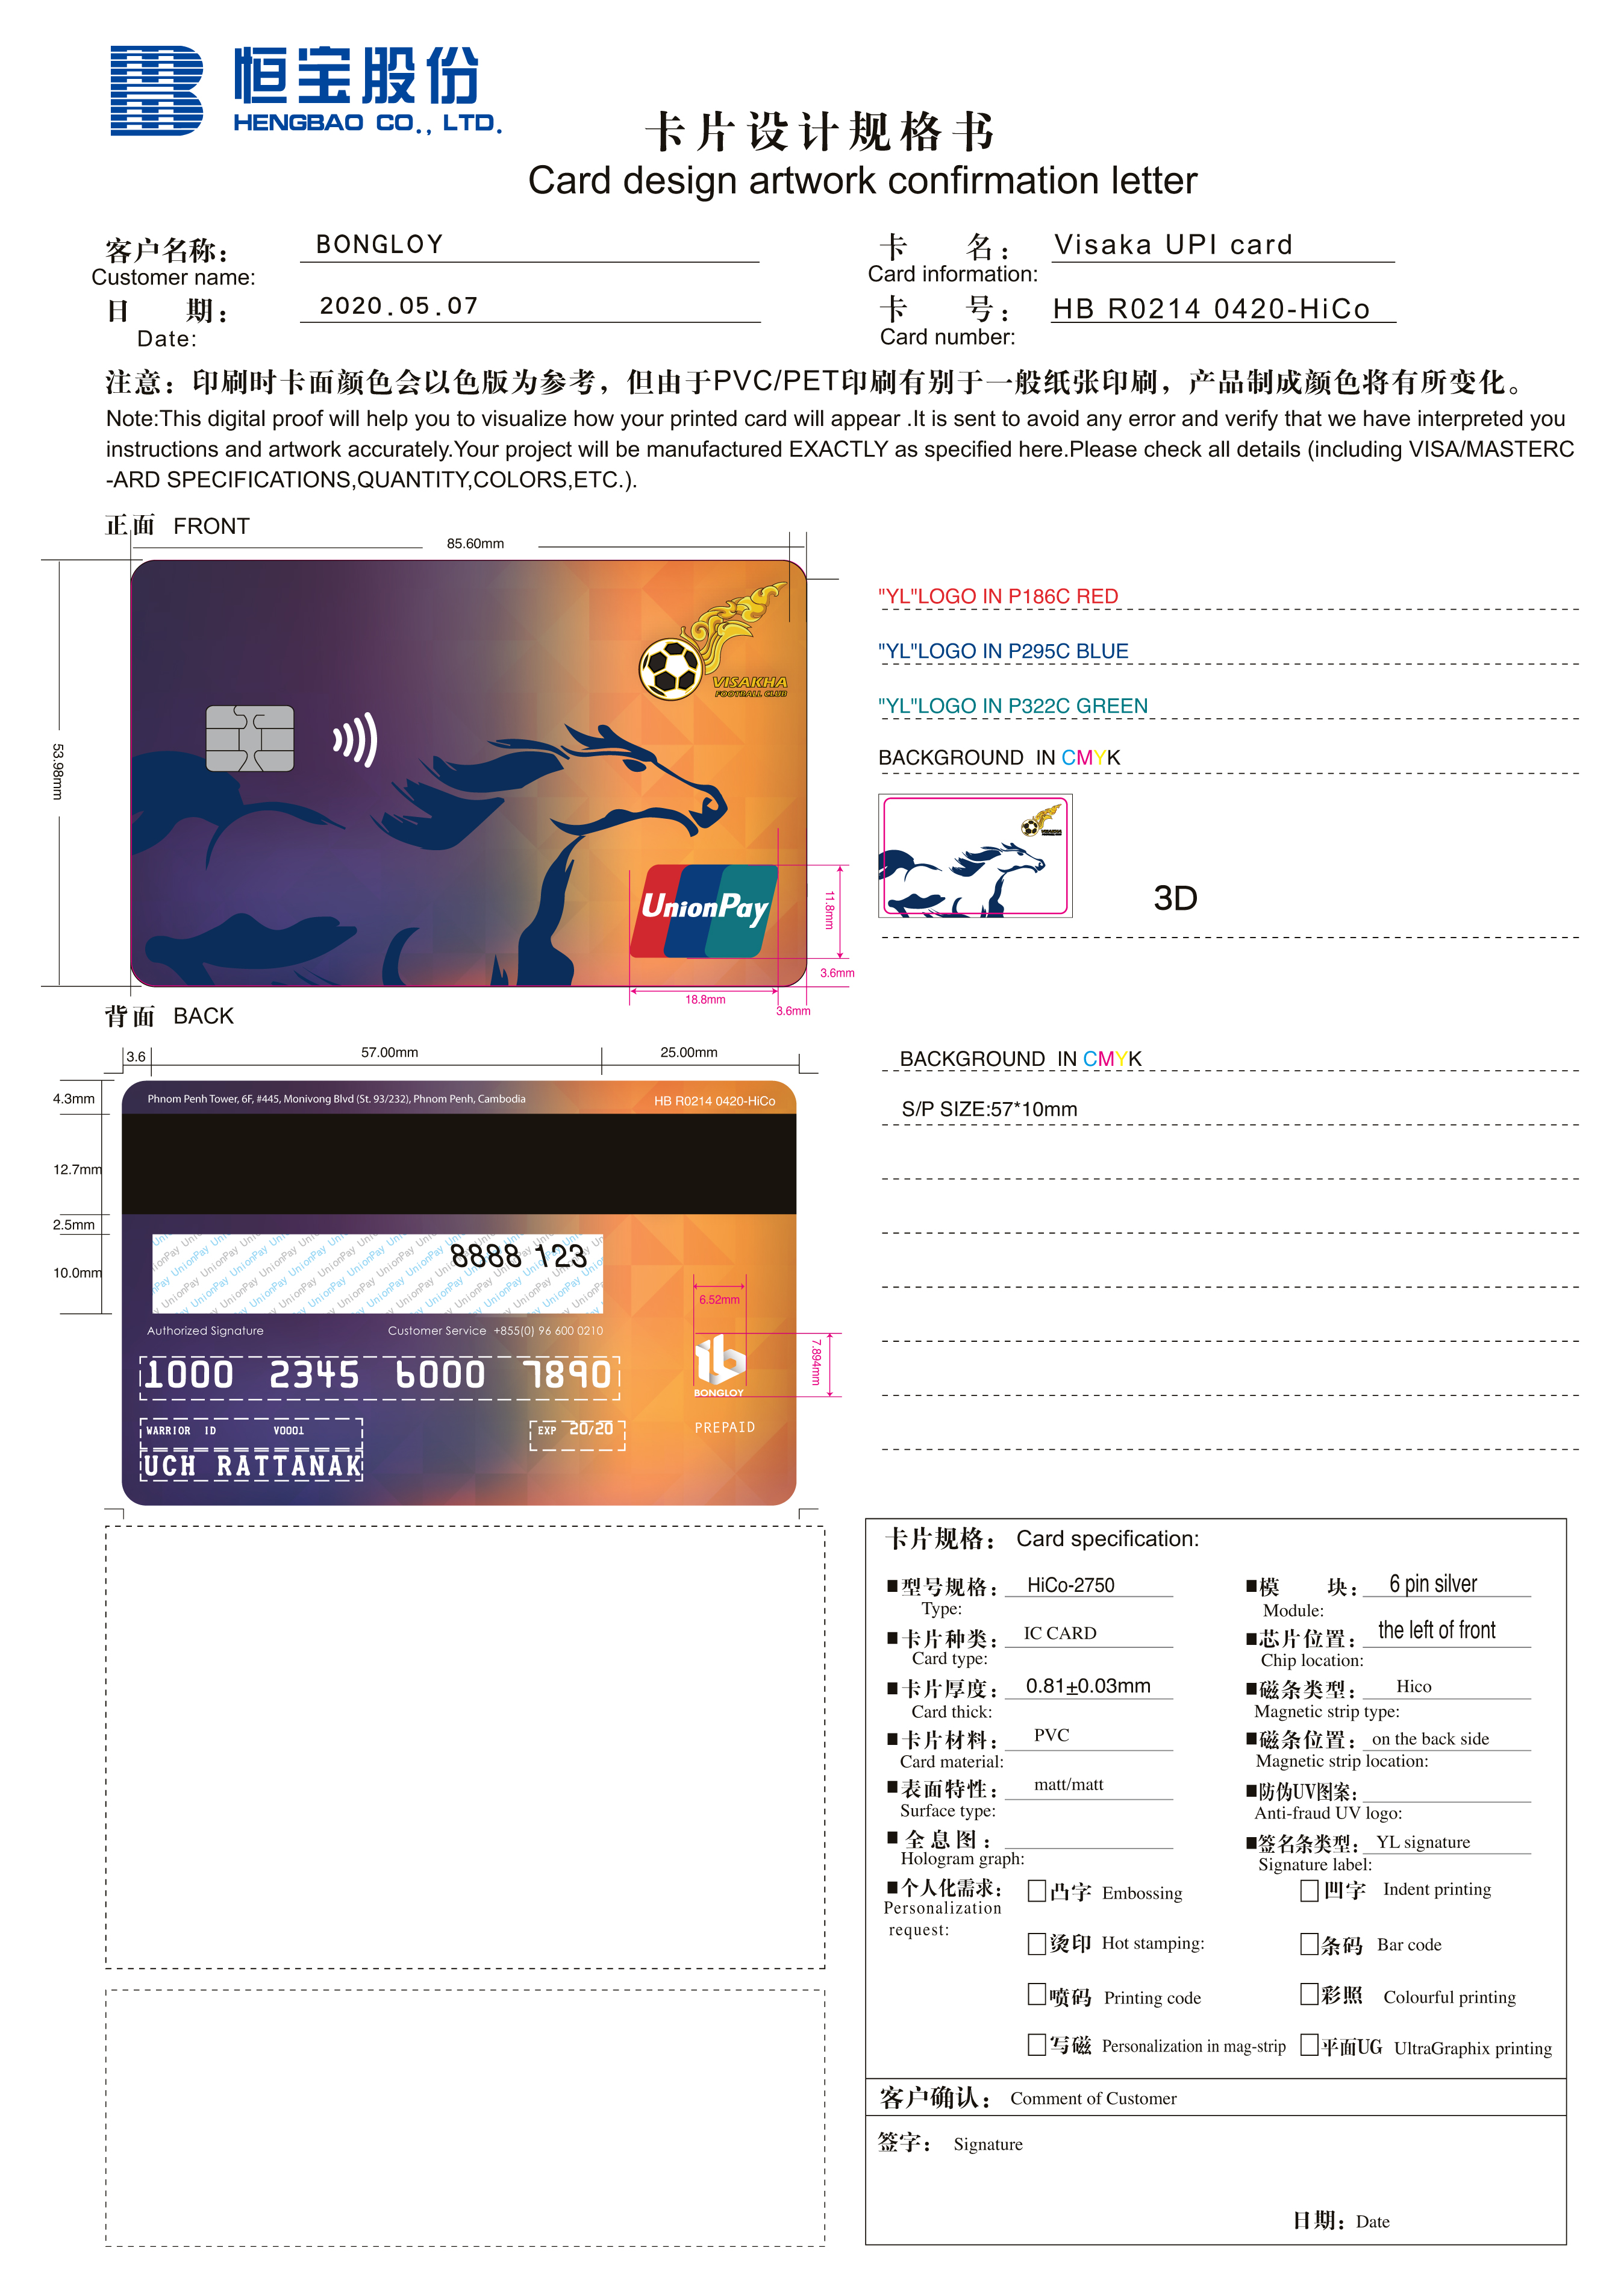 恒宝股份
HENGBAO CO., LTD.
卡片设计规格书
Card design artwork confirmation letter
客户名称： BONGLOY
Customer name:
卡 名： Visaka UPI card
Card information:
日 期： 2020.05.07
Date:
卡 号： HB R0214 0420-HiCo
Card number:
注意：印刷时卡面颜色会以色版为参考，但由于PVC/PET印刷有别于一般纸张印刷，产品制成颜色将有所变化。
Note:This digital proof will help you to visualize how your printed card will appear .It is sent to avoid any error and verify that we have interpreted you
instructions and artwork accurately.Your project will be manufactured EXACTLY as specified here.Please check all details (including VISA/MASTERC
-ARD SPECIFICATIONS,QUANTITY,COLORS,ETC.).
正面 FRONT
85.60mm
53.98mm
VISAKHA
FOOTBALL CLUB
UnionPay
11.8mm
3.6mm
18.8mm
3.6mm
"YL"LOGO IN P186C RED
"YL"LOGO IN P295C BLUE
"YL"LOGO IN P322C GREEN
BACKGROUND IN CMYK
3D
背面 BACK
3.6 57.00mm 25.00mm
4.3mm
12.7mm
2.5mm
10.0mm
Phnom Penh Tower, 6F, #445, Monivong Blvd (St. 93/232), Phnom Penh, Cambodia
HB R0214 0420-HiCo
UnionPay UnionPay UnionPay
8888 123
Authorized Signature Customer Service +855(0) 96 600 0210
6.52mm
7.894mm
1000 2345 6000 7890
BONGLOY
WARRIOR ID V0001
EXP 20/20
PREPAID
UCH RATTANAK
BACKGROUND IN CMYK
S/P SIZE:57*10mm
卡片规格： Card specification:
■型号规格： HiCo-2750
Type:
■模 块： 6 pin silver
Module:
■卡片种类： IC CARD
Card type:
■芯片位置： the left of front
Chip location:
■卡片厚度： 0.81±0.03mm
Card thick:
■磁条类型： Hico
Magnetic strip type:
■卡片材料： PVC
Card material:
■磁条位置： on the back side
Magnetic strip location:
■表面特性： matt/matt
Surface type:
■防伪UV图案：
Anti-fraud UV logo:
■全息图：
Hologram graph:
■签名条类型： YL signature
Signature label:
■个人化需求：
Personalization
request:
凸字 Embossing
凹字 Indent printing
烫印 Hot stamping:
条码 Bar code
喷码 Printing code
彩照 Colourful printing
写磁 Personalization in mag-strip
平面UG UltraGraphix printing
客户确认： Comment of Customer
签字： Signature
日期： Date